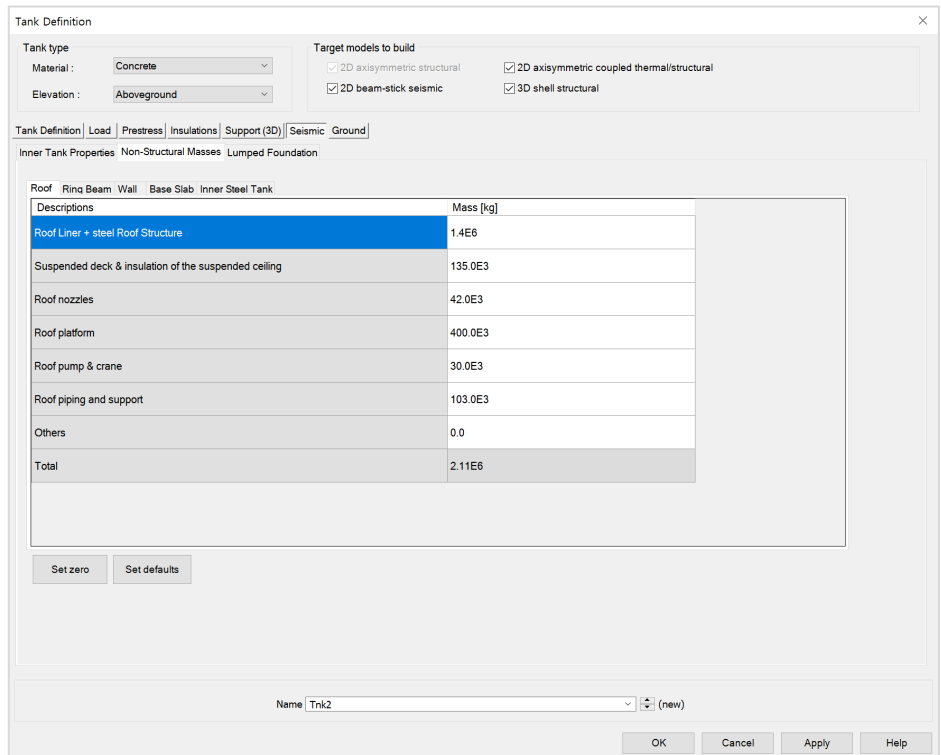 Tank Definition
Tank type
Material :
Concrete
Elevation :
Aboveground
Target models to build
2D axisymmetric structural
2D axisymmetric coupled thermal/structural
2D beam-stick seismic
3D shell structural
Tank Definition Load Prestress Insulations Support (3D) Seismic Ground
Inner Tank Properties Non-Structural Masses Lumped Foundation
Roof Ring Beam Wall Base Slab Inner Steel Tank
Descriptions Mass [kg]
Roof Liner + steel Roof Structure 1.4E6
Suspended deck & insulation of the suspended ceiling 135.0E3
Roof nozzles 42.0E3
Roof platform 400.0E3
Roof pump & crane 30.0E3
Roof piping and support 103.0E3
Others 0.0
Total 2.11E6
Set zero Set defaults
Name Tnk2 (new)
OK Cancel Apply Help